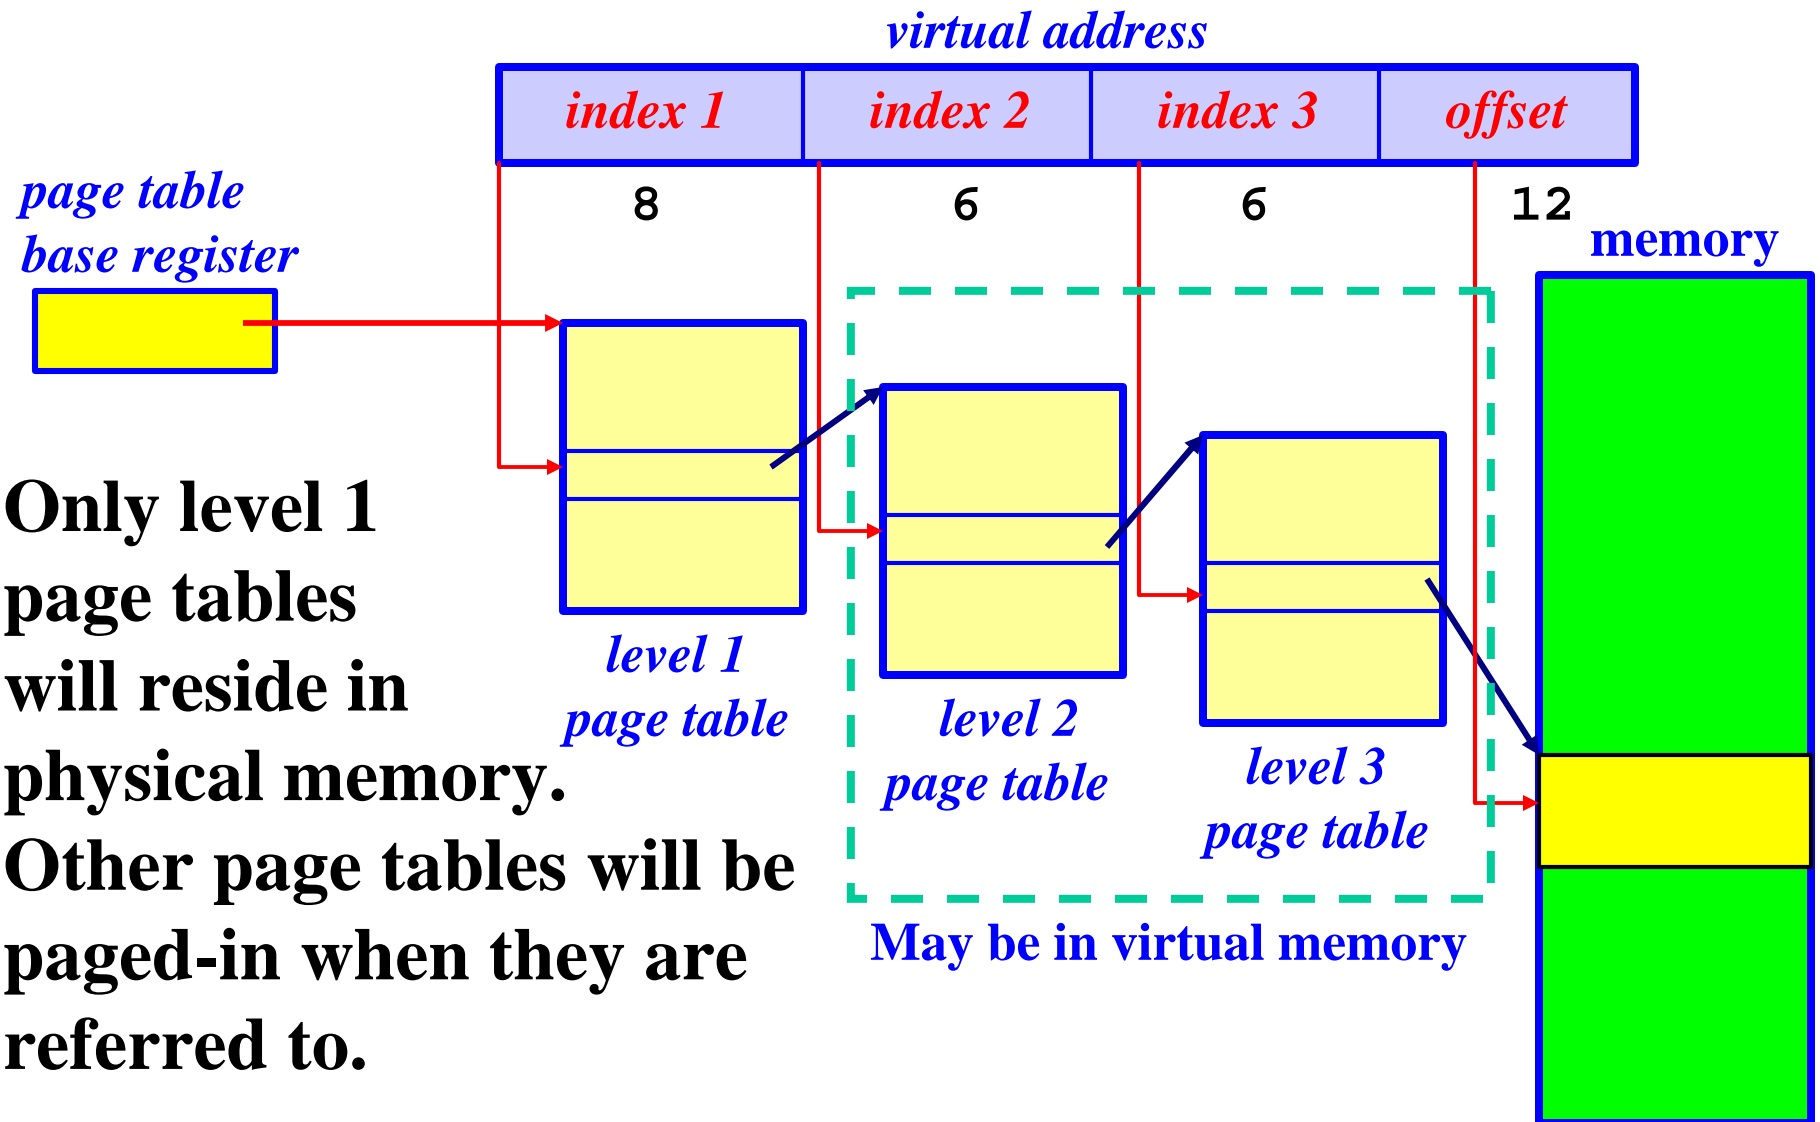 virtual address
index 1 index 2 index 3 offset
8 6 6 12
page table
base register
memory
Only level 1
page tables
will reside in
physical memory.
Other page tables will be
paged-in when they are
referred to.
level 1
page table
level 2
page table
level 3
page table
May be in virtual memory